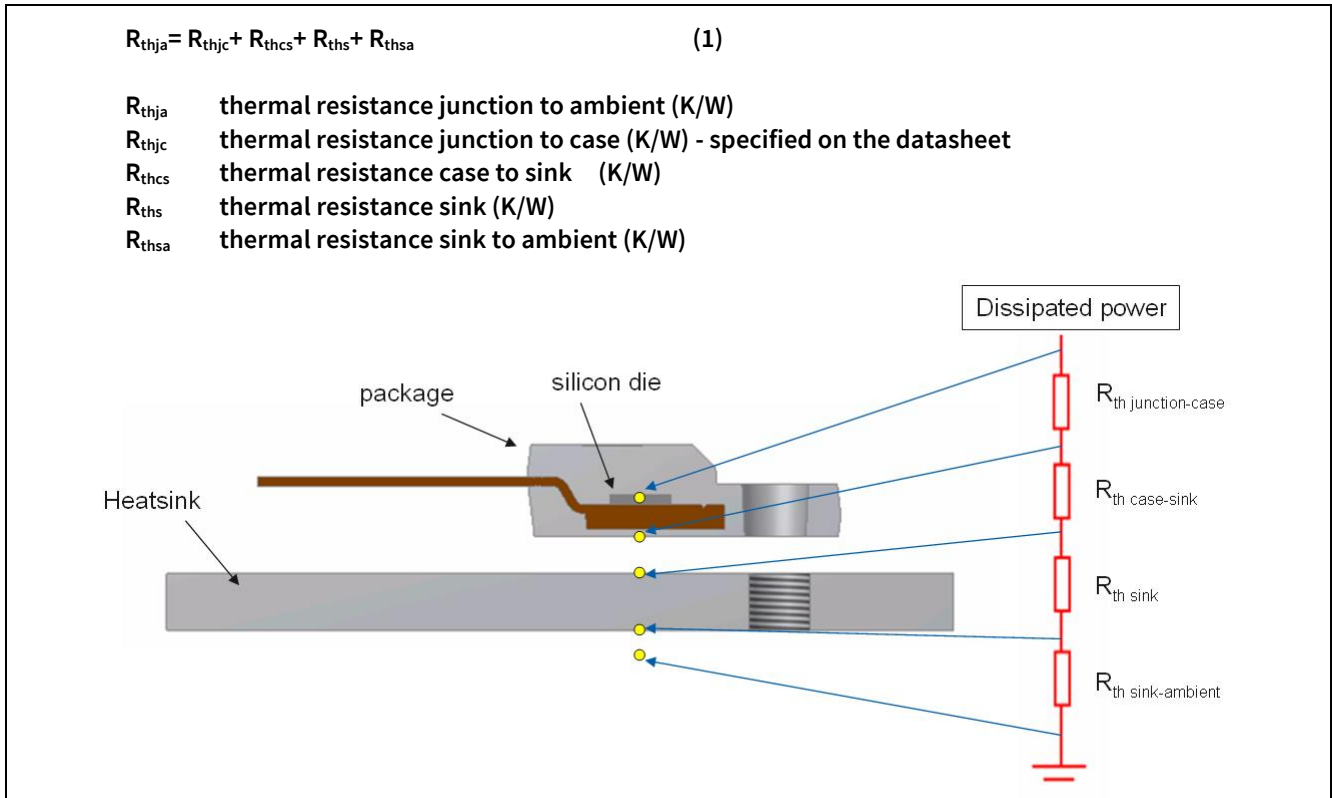 Rthja= Rthjc+ Rthcs+ Rths+ Rthsa (1)
Rthja thermal resistance junction to ambient (K/W)
Rthjc thermal resistance junction to case (K/W) - specified on the datasheet
Rthcs thermal resistance case to sink (K/W)
Rths thermal resistance sink (K/W)
Rthsa thermal resistance sink to ambient (K/W)
Dissipated power
silicon die
package
Rth junction-case
Heatsink
Rth case-sink
Rth sink
Rth sink-ambient